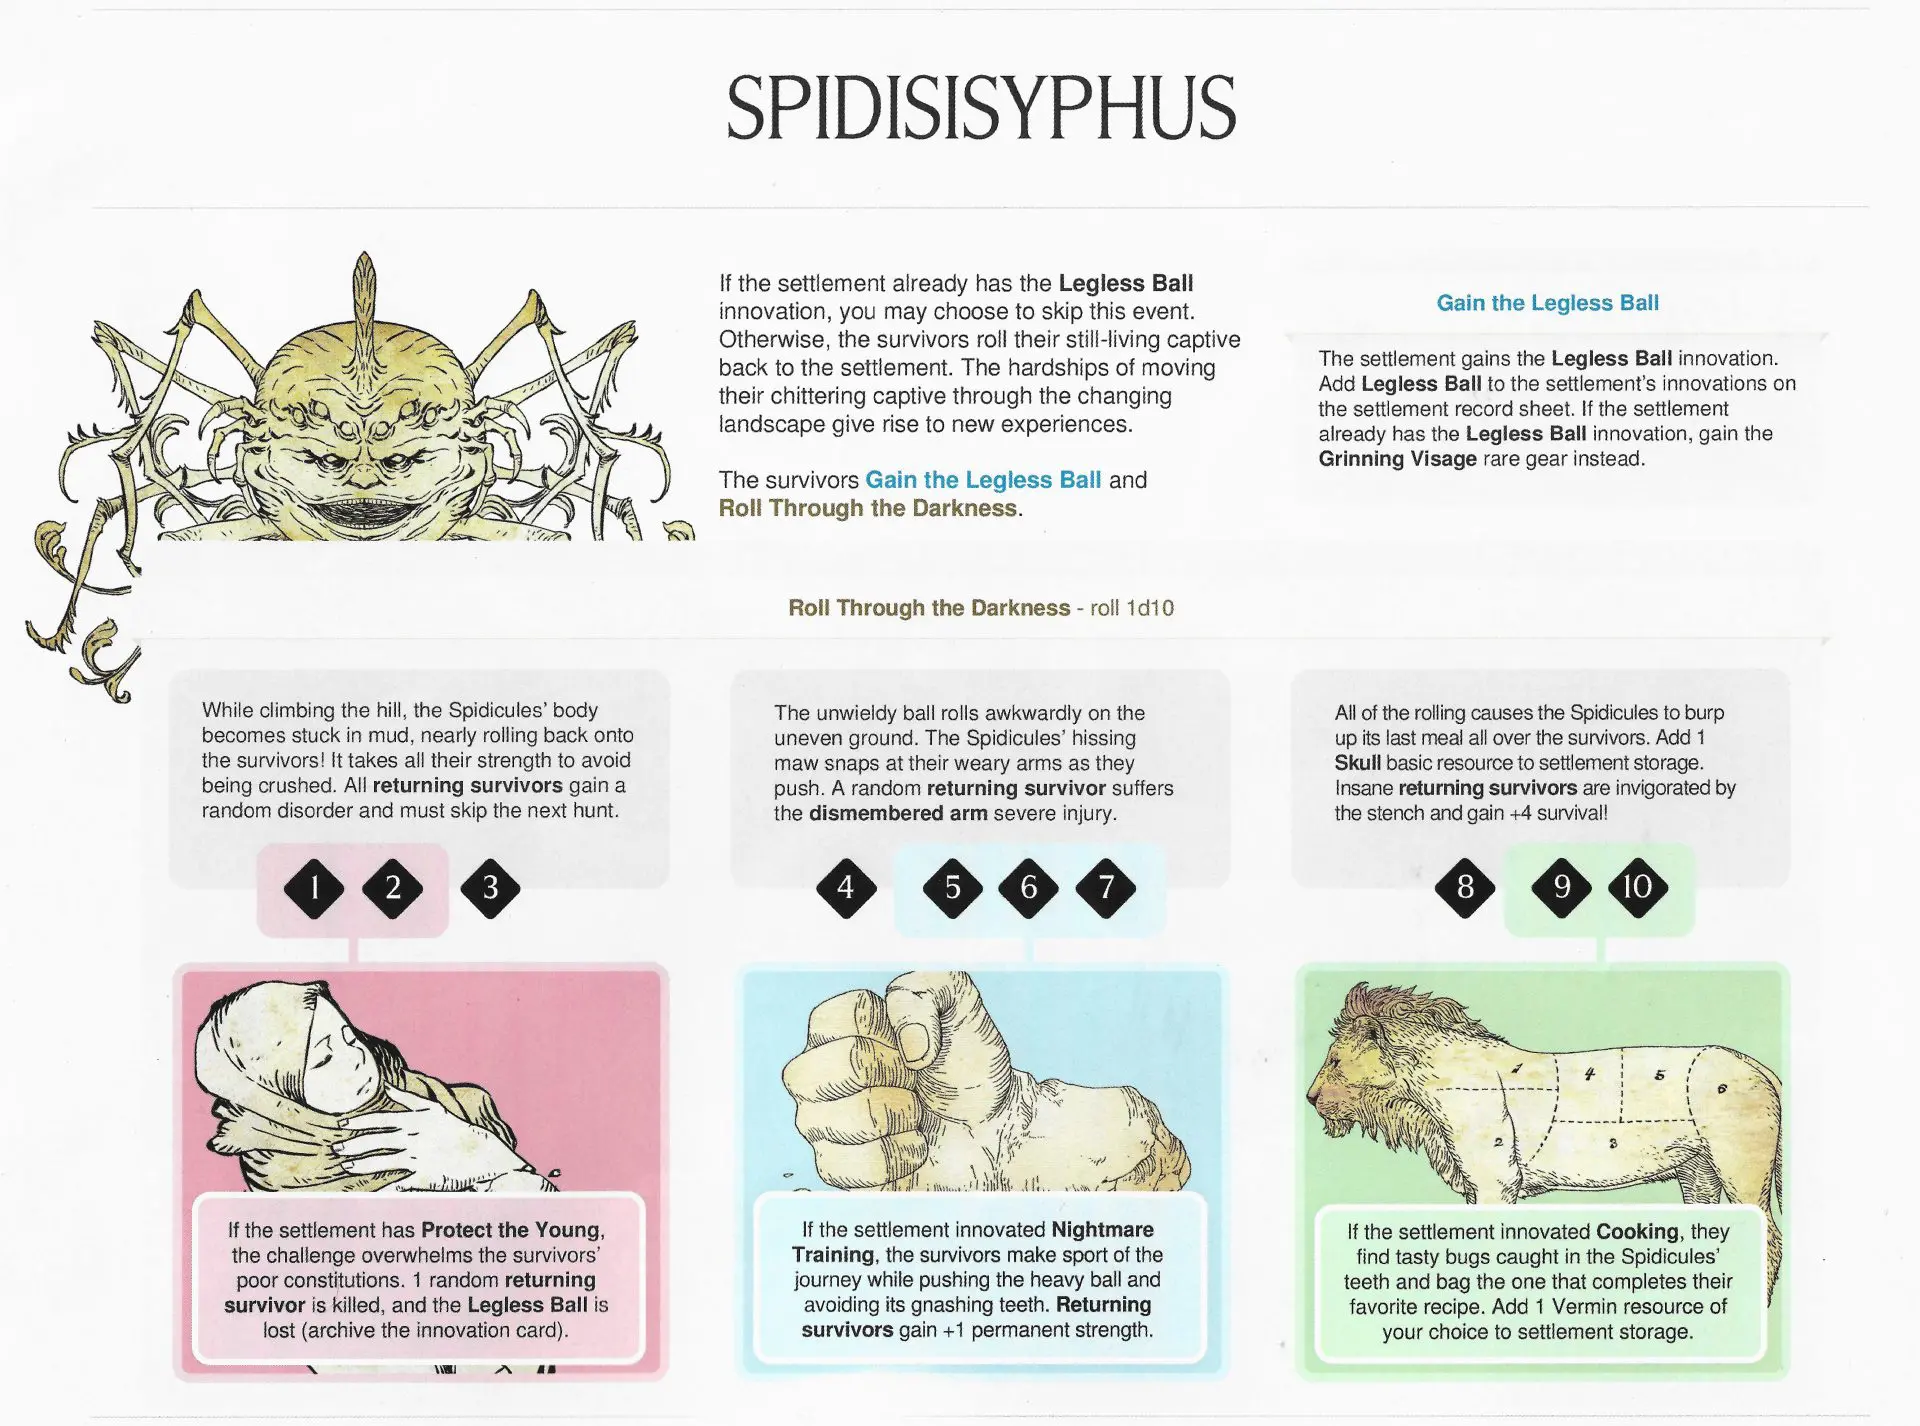 SPIDISISYPHUS
If the settlement already has the Legless Ball
innovation, you may choose to skip this event.
Otherwise, the survivors roll their still-living captive
back to the settlement. The hardships of moving
their chittering captive through the changing
landscape give rise to new experiences.
The survivors Gain the Legless Ball and
Roll Through the Darkness.
Gain the Legless Ball
The settlement gains the Legless Ball innovation.
Add Legless Ball to the settlement's innovations on
the settlement record sheet. If the settlement
already has the Legless Ball innovation, gain the
Grinning Visage rare gear instead.
Roll Through the Darkness - roll 1d10
While climbing the hill, the Spidicules' body
becomes stuck in mud, nearly rolling back onto
the survivors! It takes all their strength to avoid
being crushed. All returning survivors gain a
random disorder and must skip the next hunt.
1 2 3
If the settlement has Protect the Young,
the challenge overwhelms the survivors'
poor constitutions. 1 random returning
survivor is killed, and the Legless Ball is
lost (archive the innovation card).
The unwieldy ball rolls awkwardly on the
uneven ground. The Spidicules' hissing
maw snaps at their weary arms as they
push. A random returning survivor suffers
the dismembered arm severe injury.
4 5 6 7
If the settlement innovated Nightmare
Training, the survivors make sport of the
journey while pushing the heavy ball and
avoiding its gnashing teeth. Returning
survivors gain +1 permanent strength.
All of the rolling causes the Spidicules to burp
up its last meal all over the survivors. Add 1
Skull basic resource to settlement storage.
Insane returning survivors are invigorated by
the stench and gain +4 survival!
8 9 10
1 4 5 6
2 3
If the settlement innovated Cooking, they
find tasty bugs caught in the Spidicules'
teeth and bag the one that completes their
favorite recipe. Add 1 Vermin resource of
your choice to settlement storage.